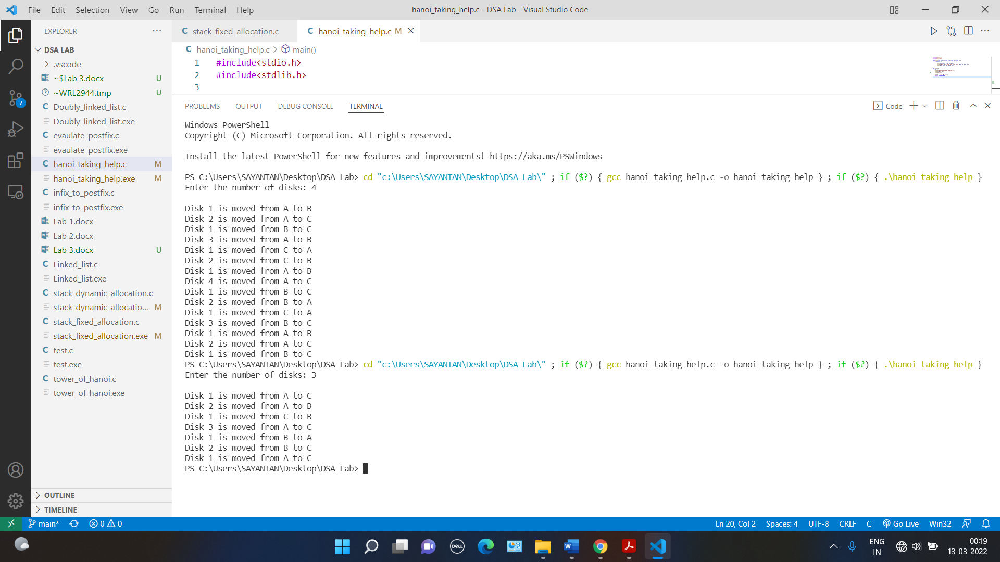 File Edit Selection View Go Run Terminal Help
hanoi_taking_help.c - DSA Lab - Visual Studio Code
EXPLORER
DSA LAB
.vscode
~$Lab 3.docx U
~WRL2944.tmp U
Doubly_linked_list.c
Doubly_linked_list.exe
evaulate_postfix.c
evaulate_postfix.exe
hanoi_taking_help.c M
hanoi_taking_help.exe M
infix_to_postfix.c
infix_to_postfix.exe
Lab 1.docx
Lab 2.docx
Lab 3.docx U
Linked_list.c
Linked_list.exe
stack_dynamic_allocation.c
stack_dynamic_allocatio... M
stack_fixed_allocation.c
stack_fixed_allocation.exe M
test.c
test.exe
tower_of_hanoi.c
tower_of_hanoi.exe
OUTLINE
TIMELINE
7
C stack_fixed_allocation.c
C hanoi_taking_help.c M
C hanoi_taking_help.c > main()
1 #include<stdio.h>
2 #include<stdlib.h>
3
PROBLEMS OUTPUT DEBUG CONSOLE TERMINAL
Code
Windows PowerShell
Copyright (C) Microsoft Corporation. All rights reserved.
Install the latest PowerShell for new features and improvements! https://aka.ms/PSWindows
PS C:\Users\SAYANTAN\Desktop\DSA Lab> cd "c:\Users\SAYANTAN\Desktop\DSA Lab\" ; if ($?) { gcc hanoi_taking_help.c -o hanoi_taking_help } ; if ($?) { .\hanoi_taking_help }
Enter the number of disks: 4
Disk 1 is moved from A to B
Disk 2 is moved from A to C
Disk 1 is moved from B to C
Disk 3 is moved from A to B
Disk 1 is moved from C to A
Disk 2 is moved from C to B
Disk 1 is moved from A to B
Disk 4 is moved from A to C
Disk 1 is moved from B to C
Disk 2 is moved from B to A
Disk 1 is moved from C to A
Disk 3 is moved from B to C
Disk 1 is moved from A to B
Disk 2 is moved from A to C
Disk 1 is moved from B to C
PS C:\Users\SAYANTAN\Desktop\DSA Lab> cd "c:\Users\SAYANTAN\Desktop\DSA Lab\" ; if ($?) { gcc hanoi_taking_help.c -o hanoi_taking_help } ; if ($?) { .\hanoi_taking_help }
Enter the number of disks: 3
Disk 1 is moved from A to C
Disk 2 is moved from A to B
Disk 1 is moved from C to B
Disk 3 is moved from A to C
Disk 1 is moved from B to A
Disk 2 is moved from B to C
Disk 1 is moved from A to C
PS C:\Users\SAYANTAN\Desktop\DSA Lab>
main* 0 0
Ln 20, Col 2 Spaces: 4 UTF-8 CRLF C Go Live Win32
DELL
ENG
IN
00:19
13-03-2022